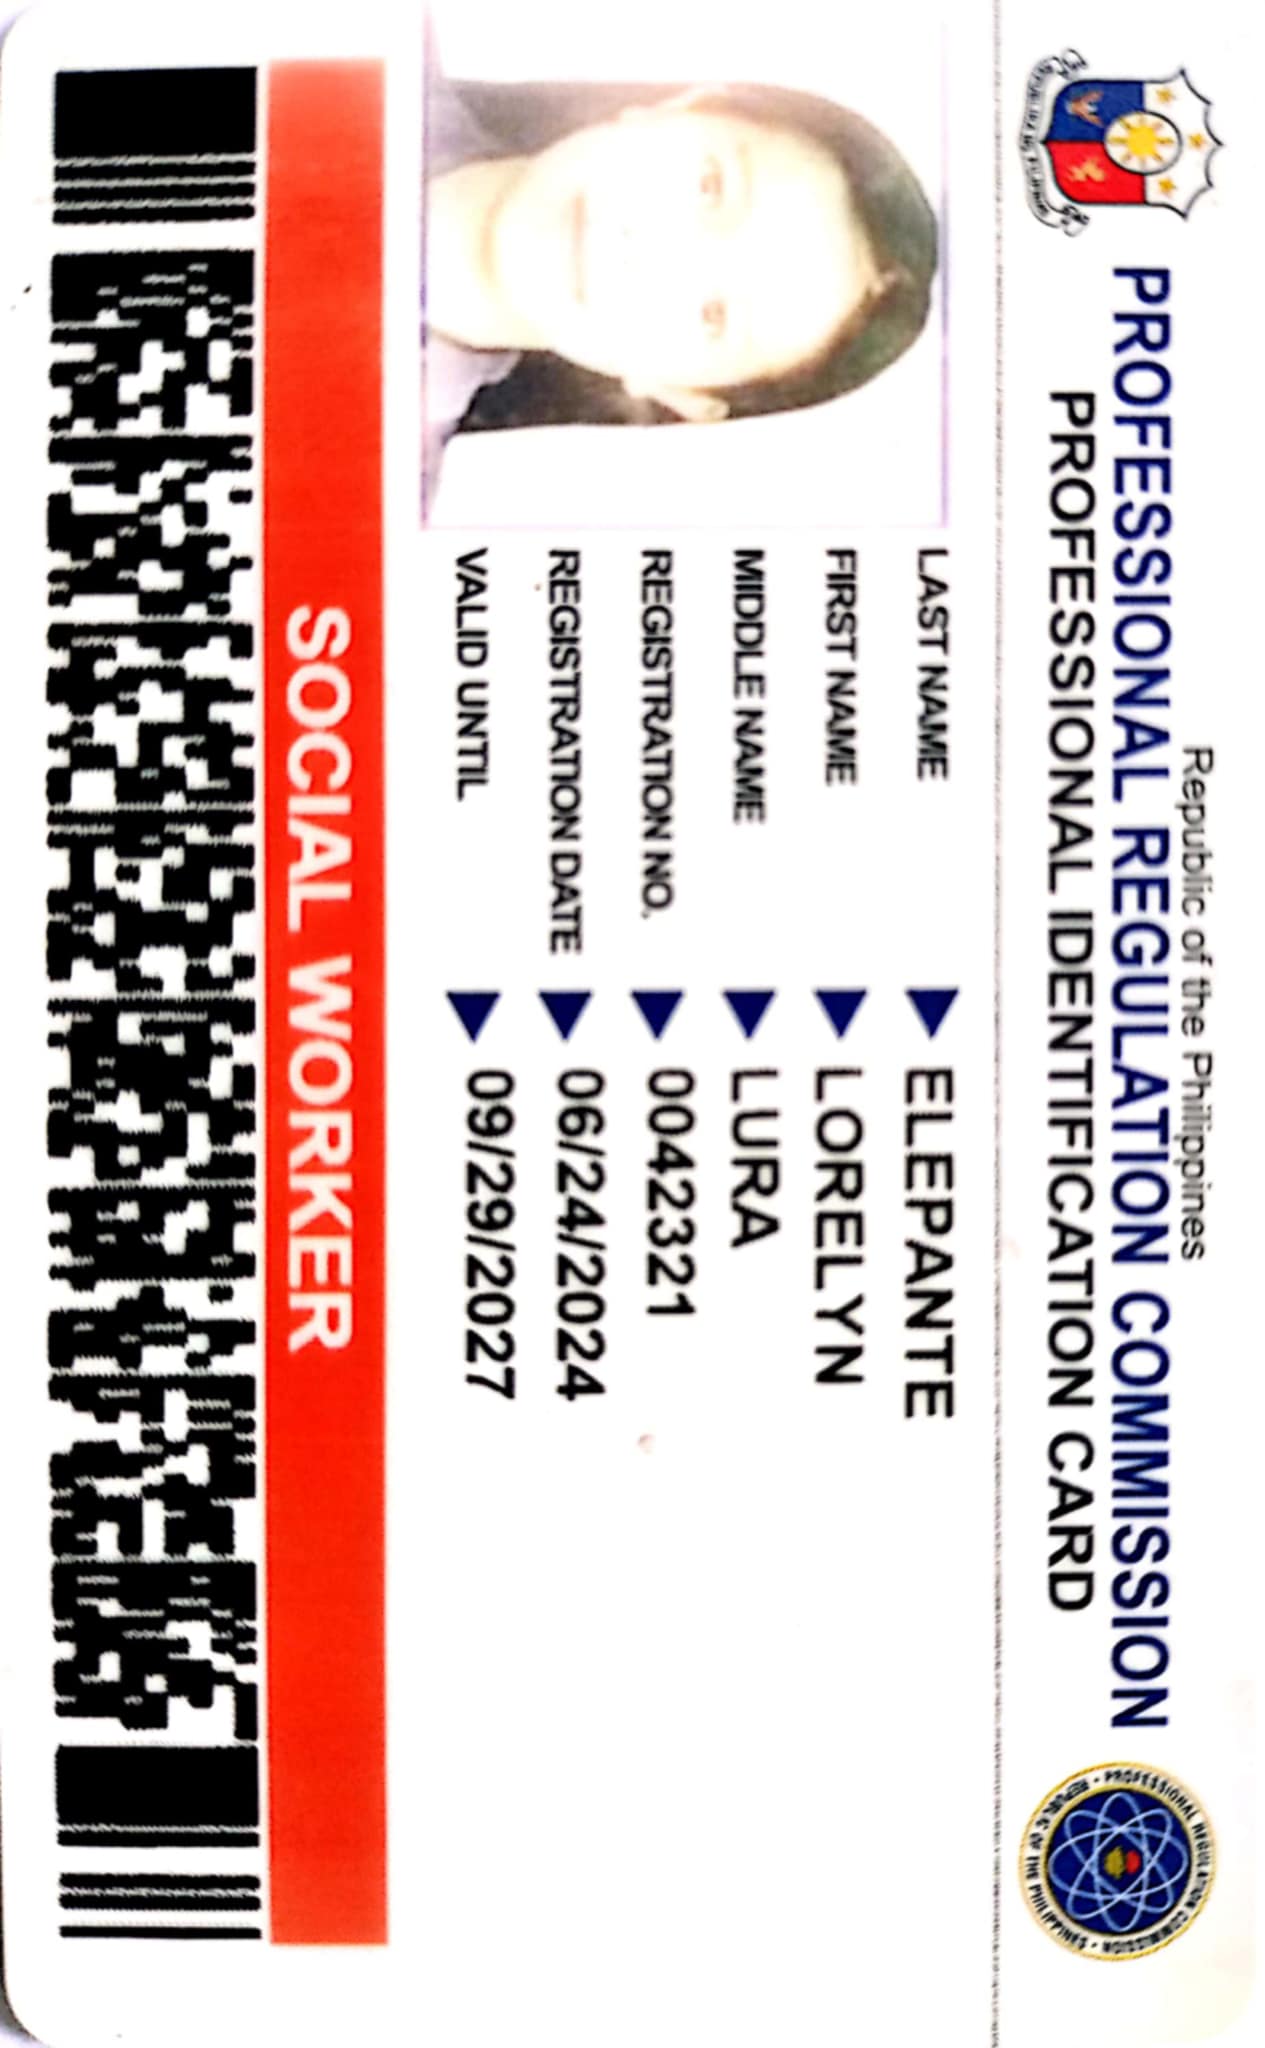 Republic of the Philippines
PROFESSIONAL REGULATION COMMISSION
PROFESSIONAL IDENTIFICATION CARD
LAST NAME ELEPANTE
FIRST NAME LORELYN
MIDDLE NAME LURA
REGISTRATION NO. 0042321
REGISTRATION DATE 06/24/2024
VALID UNTIL 09/29/2027
SOCIAL WORKER
PROFESSIONAL REGULATION COMMISSION
REPUBLIC OF THE PHILIPPINES